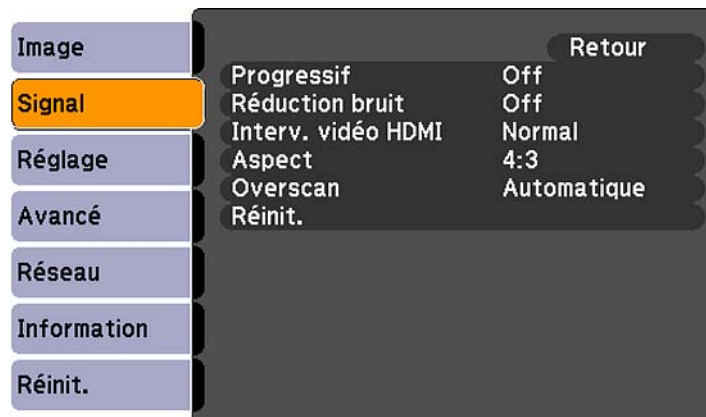 Image
Signal
Réglage
Avancé
Réseau
Information
Réinit.
Retour
Progressif Off
Réduction bruit Off
Interv. vidéo HDMI Normal
Aspect 4:3
Overscan Automatique
Réinit.